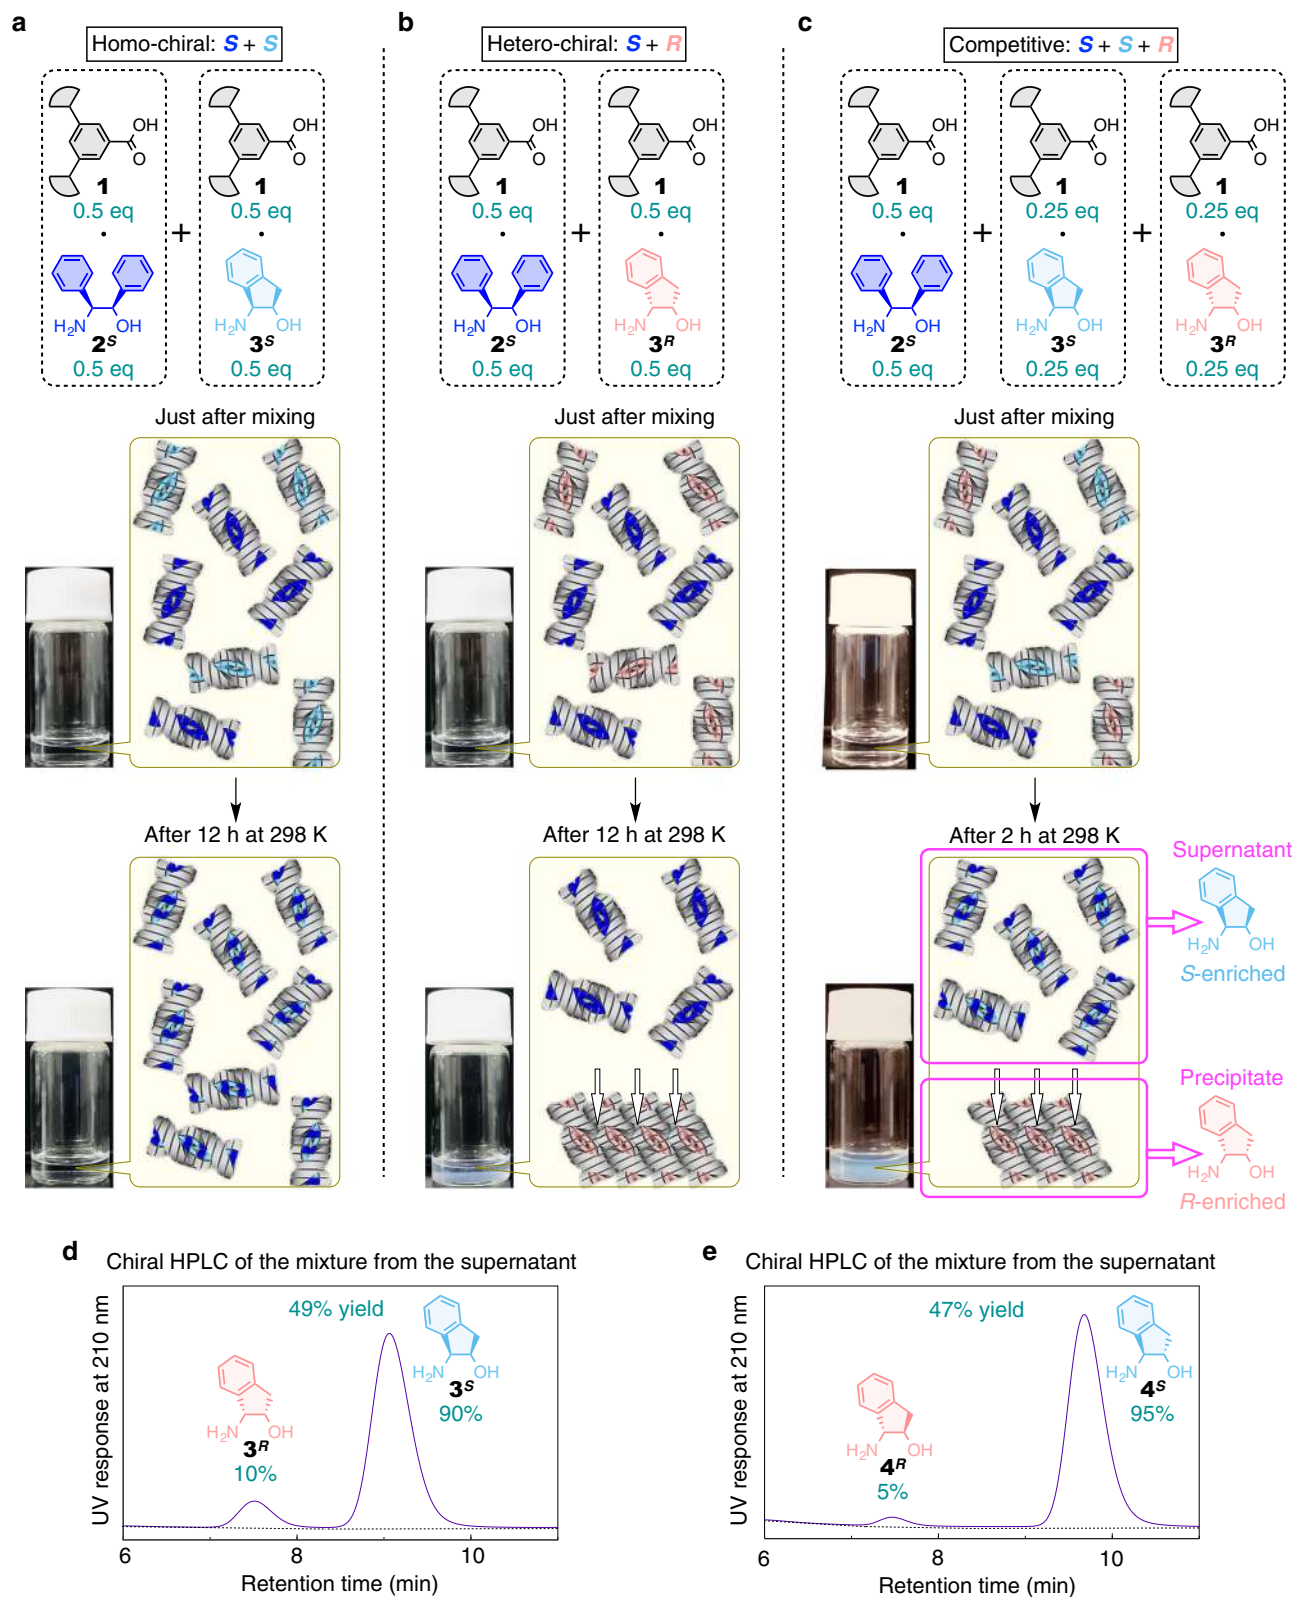 a
Homo-chiral: S + S
OH
O
1
0.5 eq
·
H₂N
OH
2ˢ
0.5 eq
+
OH
O
1
0.5 eq
·
H₂N
OH
3ˢ
0.5 eq
Just after mixing
After 12 h at 298 K
b
Hetero-chiral: S + R
OH
O
1
0.5 eq
·
H₂N
OH
2ˢ
0.5 eq
+
OH
O
1
0.5 eq
·
H₂N
OH
3ᴿ
0.5 eq
Just after mixing
After 12 h at 298 K
c
Competitive: S + S + R
OH
O
1
0.5 eq
·
H₂N
OH
2ˢ
0.5 eq
+
OH
O
1
0.25 eq
·
H₂N
OH
3ˢ
0.25 eq
+
OH
O
1
0.25 eq
·
H₂N
OH
3ᴿ
0.25 eq
Just after mixing
After 2 h at 298 K
Supernatant
H₂N
OH
S-enriched
Precipitate
H₂N
OH
R-enriched
d
Chiral HPLC of the mixture from the supernatant
UV response at 210 nm
49% yield
H₂N
OH
3ᴿ
10%
H₂N
OH
3ˢ
90%
6 8 10
Retention time (min)
e
Chiral HPLC of the mixture from the supernatant
UV response at 210 nm
47% yield
H₂N
OH
4ᴿ
5%
H₂N
OH
4ˢ
95%
6 8 10
Retention time (min)